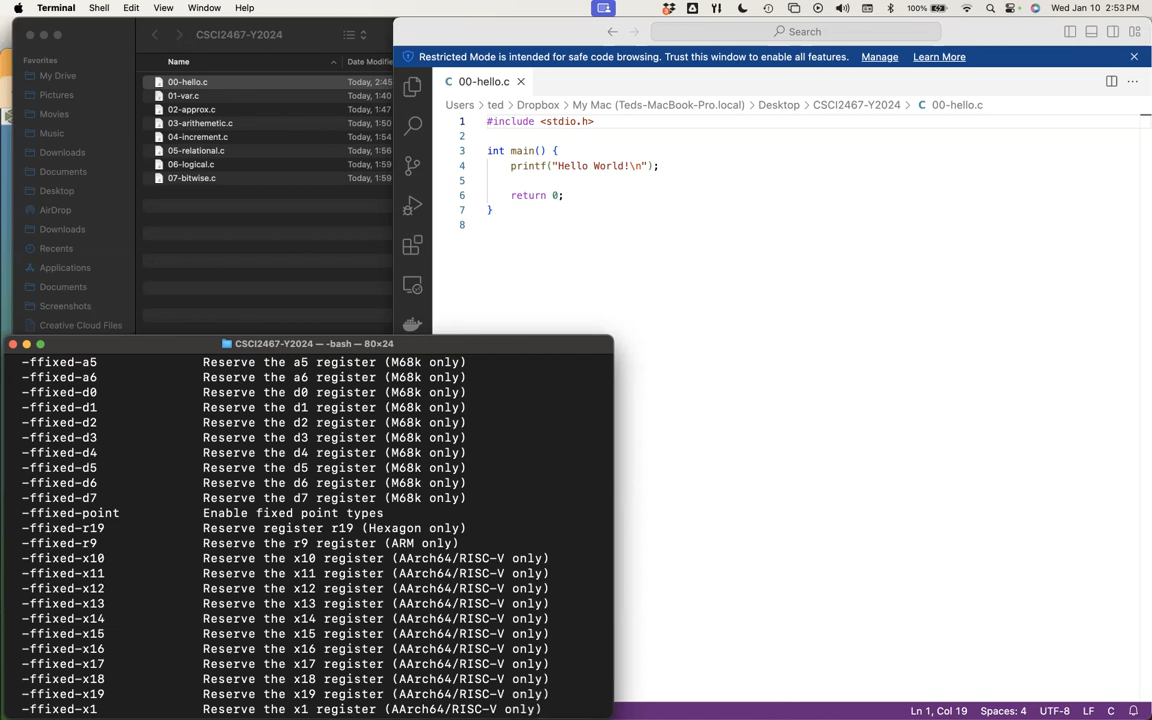 Terminal Shell Edit View Window Help
100% Wed Jan 10 2:53 PM
CSCI2467-Y2024
Search
Favorites
My Drive
Pictures
Movies
Music
Downloads
Documents
Desktop
AirDrop
Downloads
Recents
Applications
Documents
Screenshots
Creative Cloud Files
Name Date Modifie
00-hello.c Today, 2:45
01-var.c Today, 1:40
02-approx.c Today, 1:47
03-arithemetic.c Today, 1:50
04-increment.c Today, 1:54
05-relational.c Today, 1:56
06-logical.c Today, 1:59
07-bitwise.c Today, 1:59
Restricted Mode is intended for safe code browsing. Trust this window to enable all features. Manage Learn More
C 00-hello.c
Users > ted > Dropbox > My Mac (Teds-MacBook-Pro.local) > Desktop > CSCI2467-Y2024 > C 00-hello.c
1 #include <stdio.h>
2
3 int main() {
4 printf("Hello World!\n");
5
6 return 0;
7 }
8
CSCI2467-Y2024 — -bash — 80×24
-ffixed-a5 Reserve the a5 register (M68k only)
-ffixed-a6 Reserve the a6 register (M68k only)
-ffixed-d0 Reserve the d0 register (M68k only)
-ffixed-d1 Reserve the d1 register (M68k only)
-ffixed-d2 Reserve the d2 register (M68k only)
-ffixed-d3 Reserve the d3 register (M68k only)
-ffixed-d4 Reserve the d4 register (M68k only)
-ffixed-d5 Reserve the d5 register (M68k only)
-ffixed-d6 Reserve the d6 register (M68k only)
-ffixed-d7 Reserve the d7 register (M68k only)
-ffixed-point Enable fixed point types
-ffixed-r19 Reserve register r19 (Hexagon only)
-ffixed-r9 Reserve the r9 register (ARM only)
-ffixed-x10 Reserve the x10 register (AArch64/RISC-V only)
-ffixed-x11 Reserve the x11 register (AArch64/RISC-V only)
-ffixed-x12 Reserve the x12 register (AArch64/RISC-V only)
-ffixed-x13 Reserve the x13 register (AArch64/RISC-V only)
-ffixed-x14 Reserve the x14 register (AArch64/RISC-V only)
-ffixed-x15 Reserve the x15 register (AArch64/RISC-V only)
-ffixed-x16 Reserve the x16 register (AArch64/RISC-V only)
-ffixed-x17 Reserve the x17 register (AArch64/RISC-V only)
-ffixed-x18 Reserve the x18 register (AArch64/RISC-V only)
-ffixed-x19 Reserve the x19 register (AArch64/RISC-V only)
-ffixed-x1 Reserve the x1 register (AArch64/RISC-V only)
Ln 1, Col 19 Spaces: 4 UTF-8 LF C